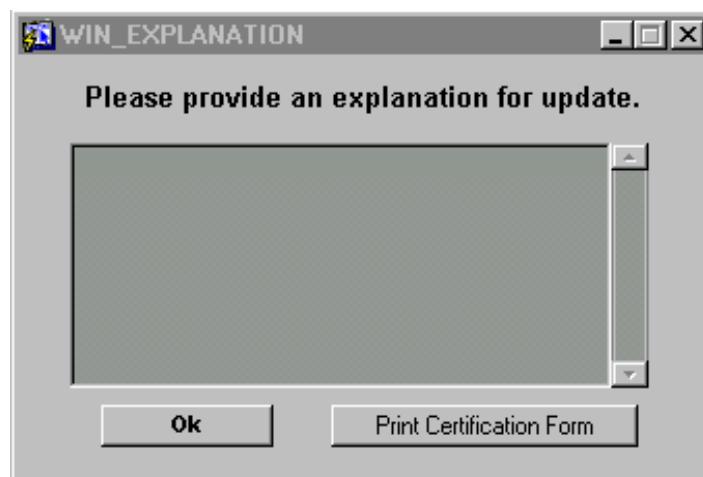 WIN_EXPLANATION
Please provide an explanation for update.
Ok
Print Certification Form